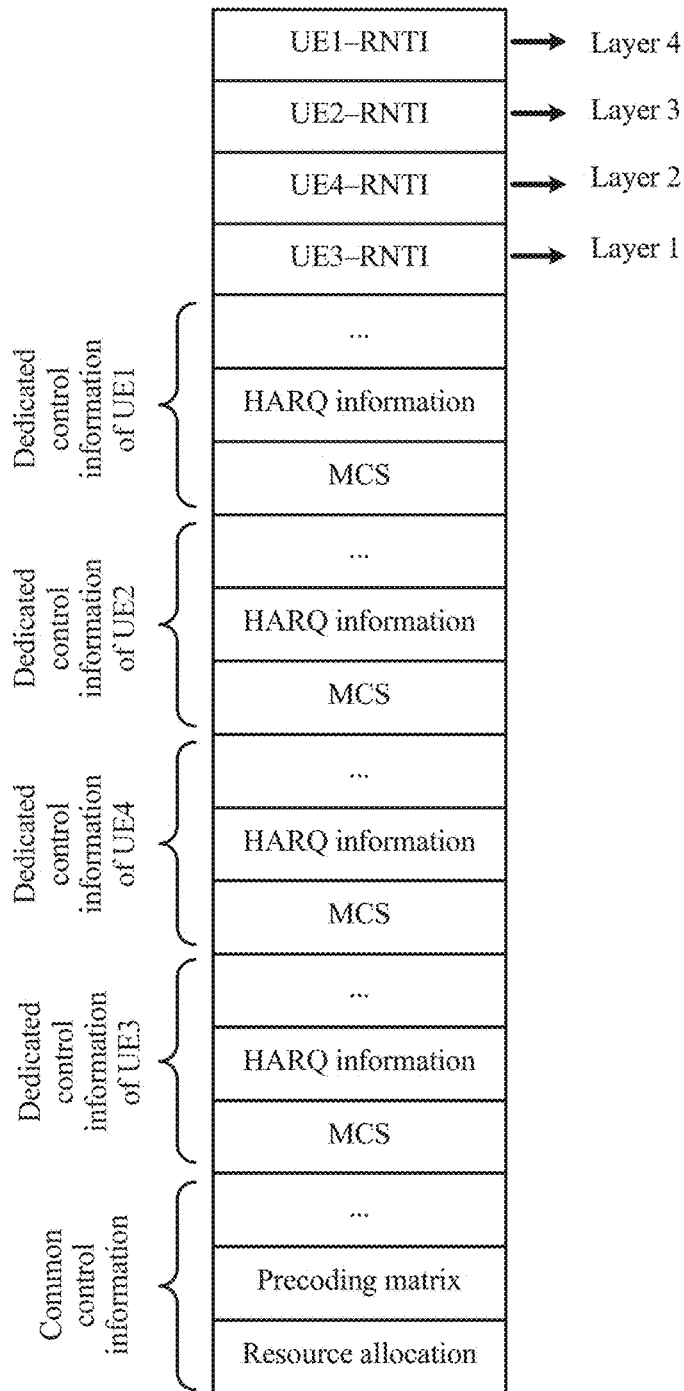 UE1–RNTI
Layer 4
UE2–RNTI
Layer 3
UE4–RNTI
Layer 2
UE3–RNTI
Layer 1
Dedicated
control
information
of UE1
...
HARQ information
MCS
Dedicated
control
information
of UE2
...
HARQ information
MCS
Dedicated
control
information
of UE4
...
HARQ information
MCS
Dedicated
control
information
of UE3
...
HARQ information
MCS
Common
control
information
...
Precoding matrix
Resource allocation